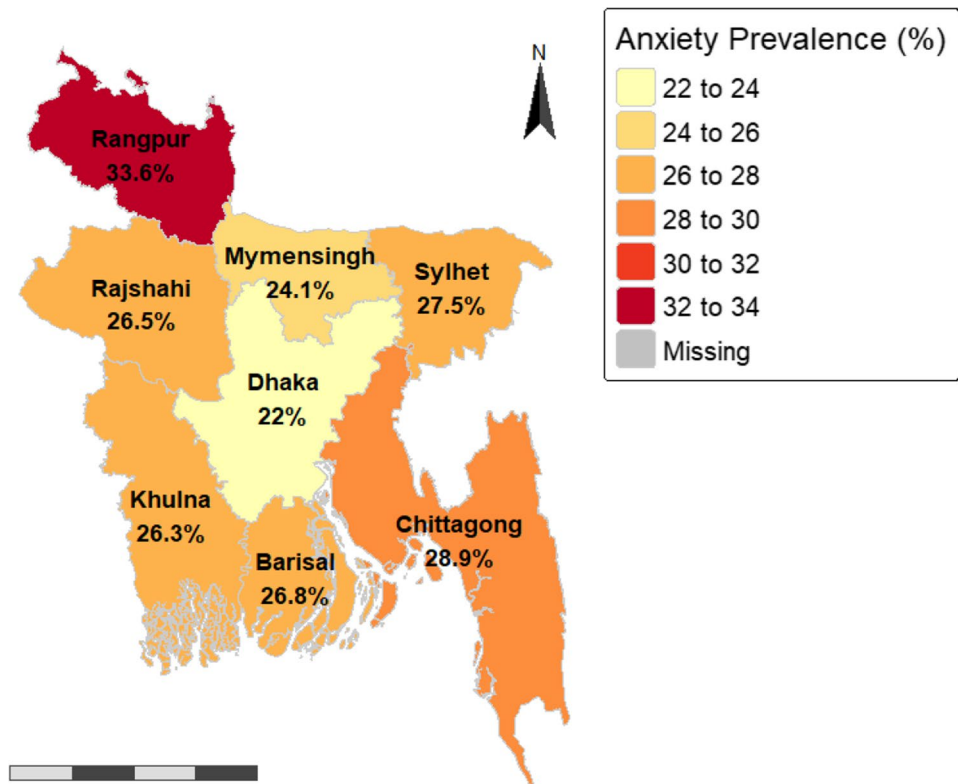 Anxiety Prevalence (%)
22 to 24
24 to 26
26 to 28
28 to 30
30 to 32
32 to 34
Missing
N
Rangpur
33.6%
Mymensingh
24.1%
Sylhet
27.5%
Rajshahi
26.5%
Dhaka
22%
Khulna
26.3%
Chittagong
28.9%
Barisal
26.8%